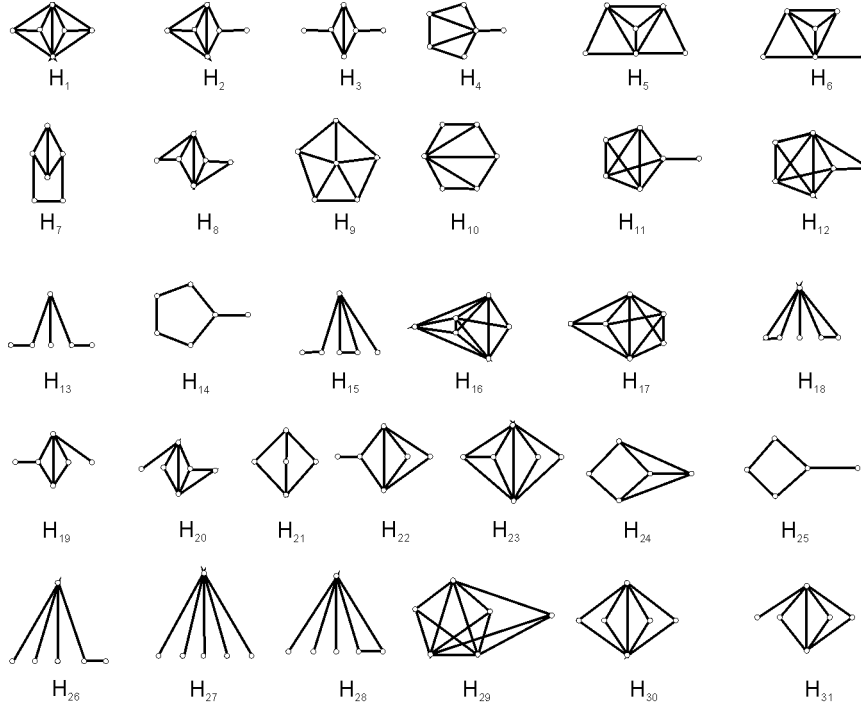 H₁ H₂ H₃ H₄ H₅ H₆
H₇ H₈ H₉ H₁₀ H₁₁ H₁₂
H₁₃ H₁₄ H₁₅ H₁₆ H₁₇ H₁₈
H₁₉ H₂₀ H₂₁ H₂₂ H₂₃ H₂₄ H₂₅
H₂₆ H₂₇ H₂₈ H₂₉ H₃₀ H₃₁